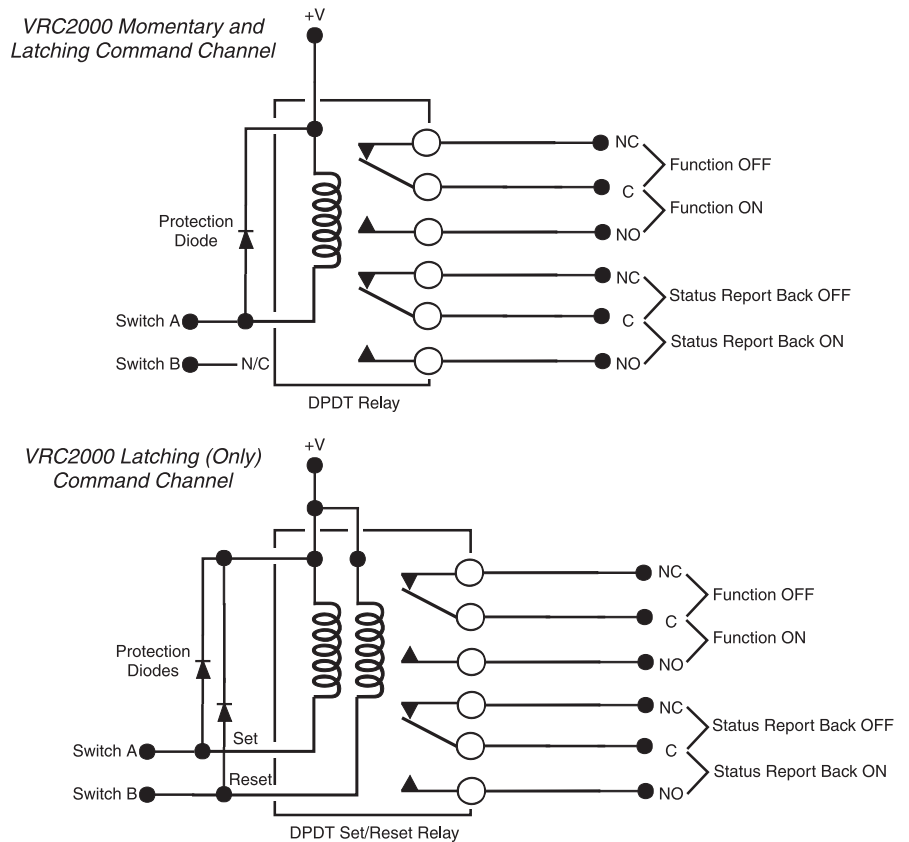 VRC2000 Momentary and
Latching Command Channel
+V
NC
Function OFF
C
Function ON
NO
Protection
Diode
NC
Status Report Back OFF
C
Status Report Back ON
NO
Switch A
Switch B
N/C
DPDT Relay
VRC2000 Latching (Only)
Command Channel
+V
NC
Function OFF
C
Function ON
NO
Protection
Diodes
NC
Status Report Back OFF
C
Status Report Back ON
NO
Set
Switch A
Reset
Switch B
DPDT Set/Reset Relay